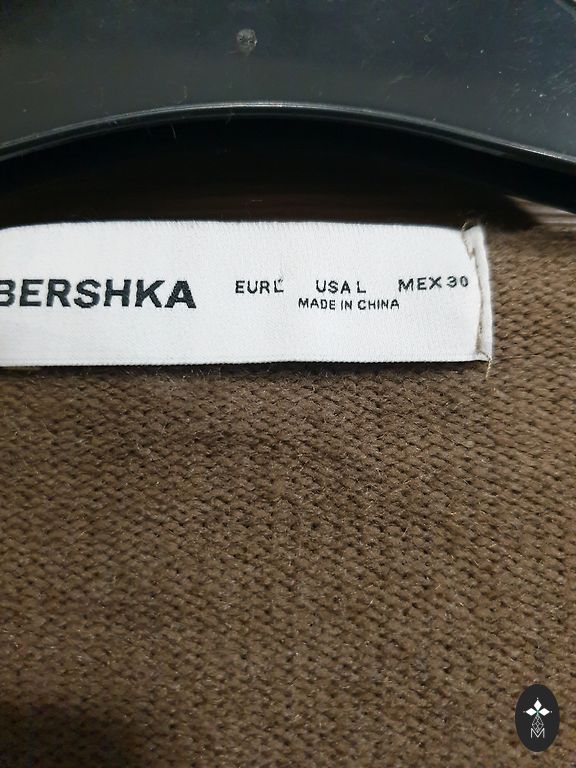 BERSHKA EUR L USA L MEX 30
MADE IN CHINA
M